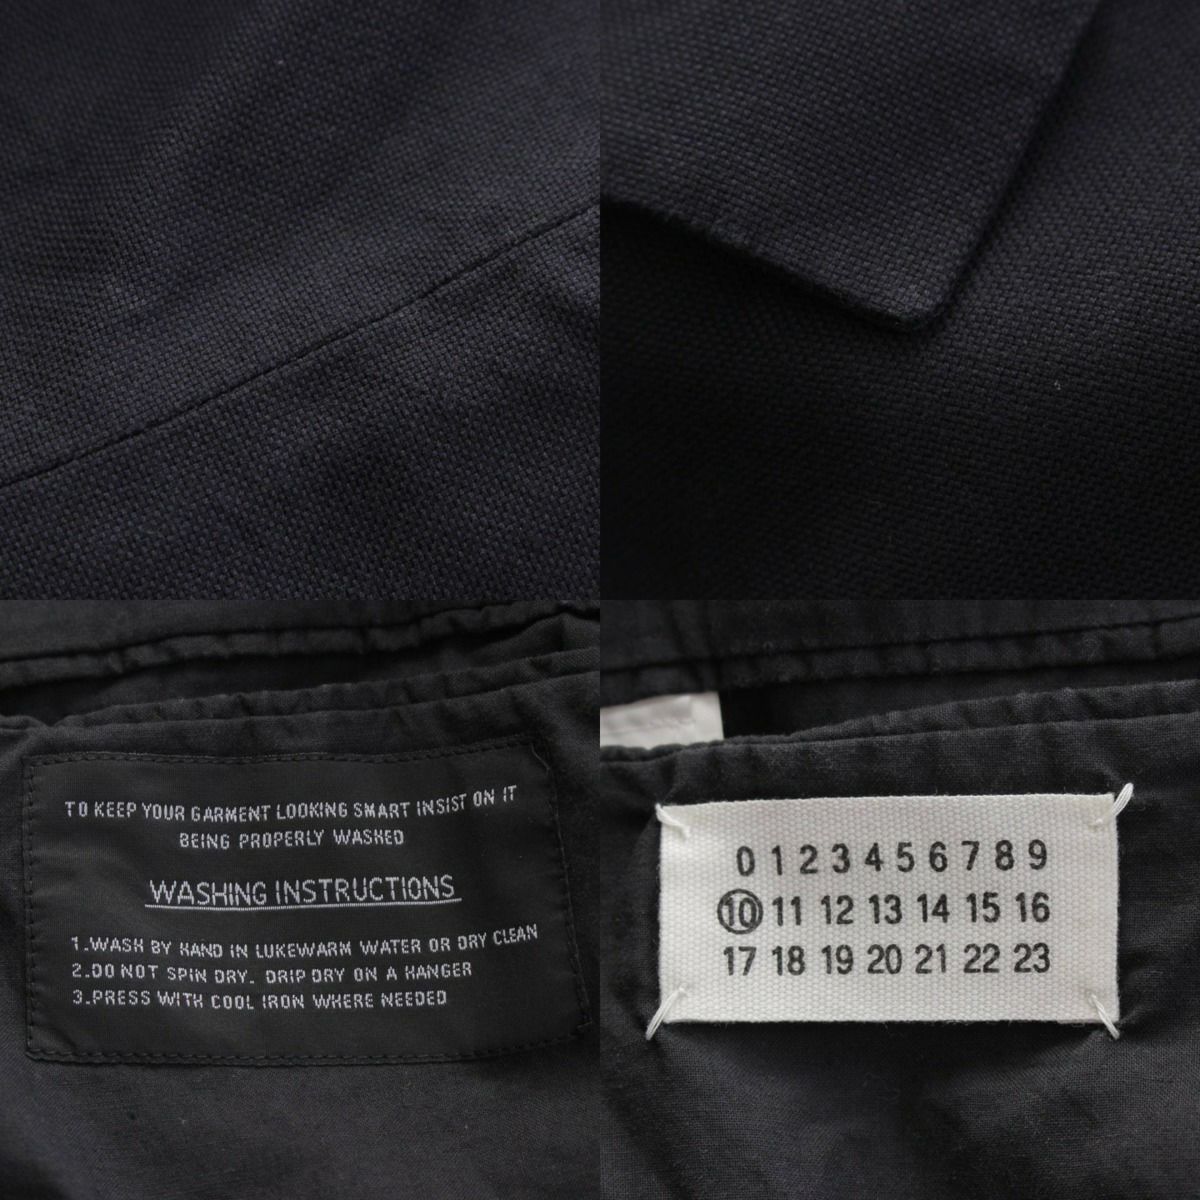 TO KEEP YOUR GARMENT LOOKING SMART INSIST ON IT
BEING PROPERLY WASHED
WASHING INSTRUCTIONS
1.WASH BY HAND IN LUKEWARM WATER OR DRY CLEAN
2.DO NOT SPIN DRY. DRIP DRY ON A HANGER
3.PRESS WITH COOL IRON WHERE NEEDED
0 1 2 3 4 5 6 7 8 9
10 11 12 13 14 15 16
17 18 19 20 21 22 23